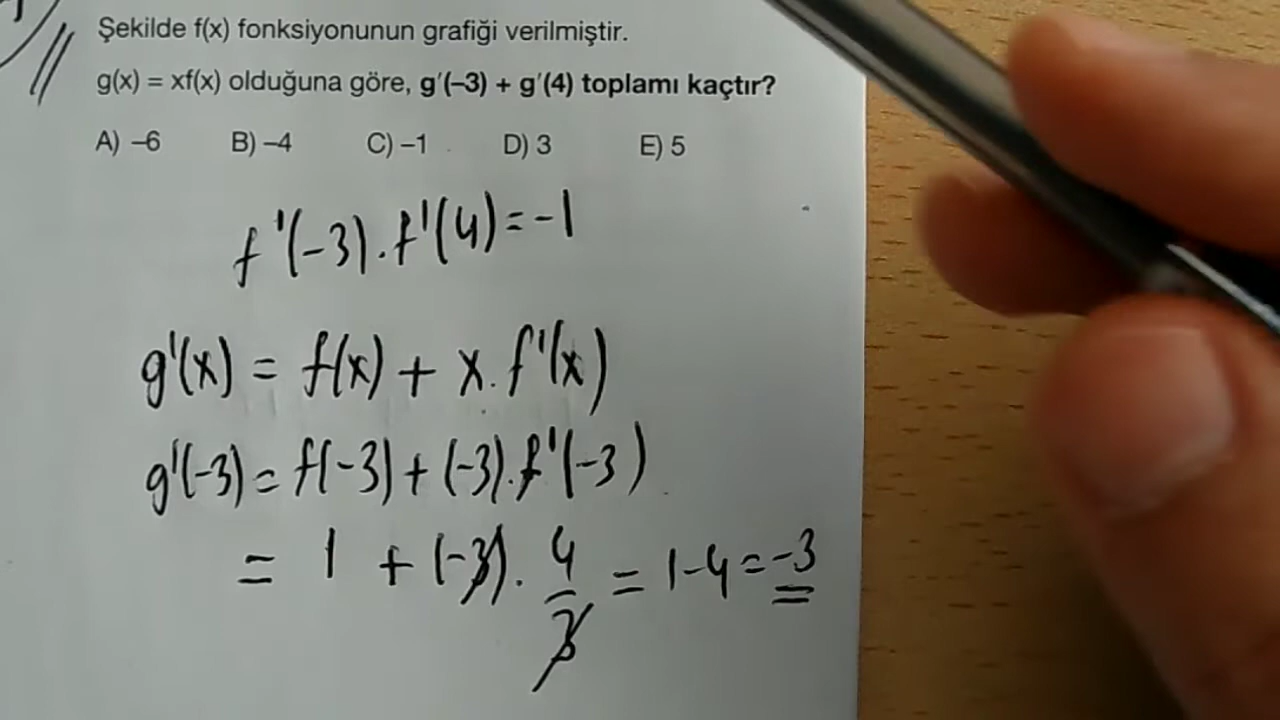 Şekilde f(x) fonksiyonunun grafiği verilmiştir.
g(x) = xf(x) olduğuna göre, g′(–3) + g′(4) toplamı kaçtır?
A) –6 B) –4 C) –1 D) 3 E) 5
f'(-3).f'(4)=-1
g'(x) = f(x) + x.f'(x)
g'(-3) = f(-3) + (-3).f'(-3)
= 1 + (-3). 4/3 = 1-4 = -3